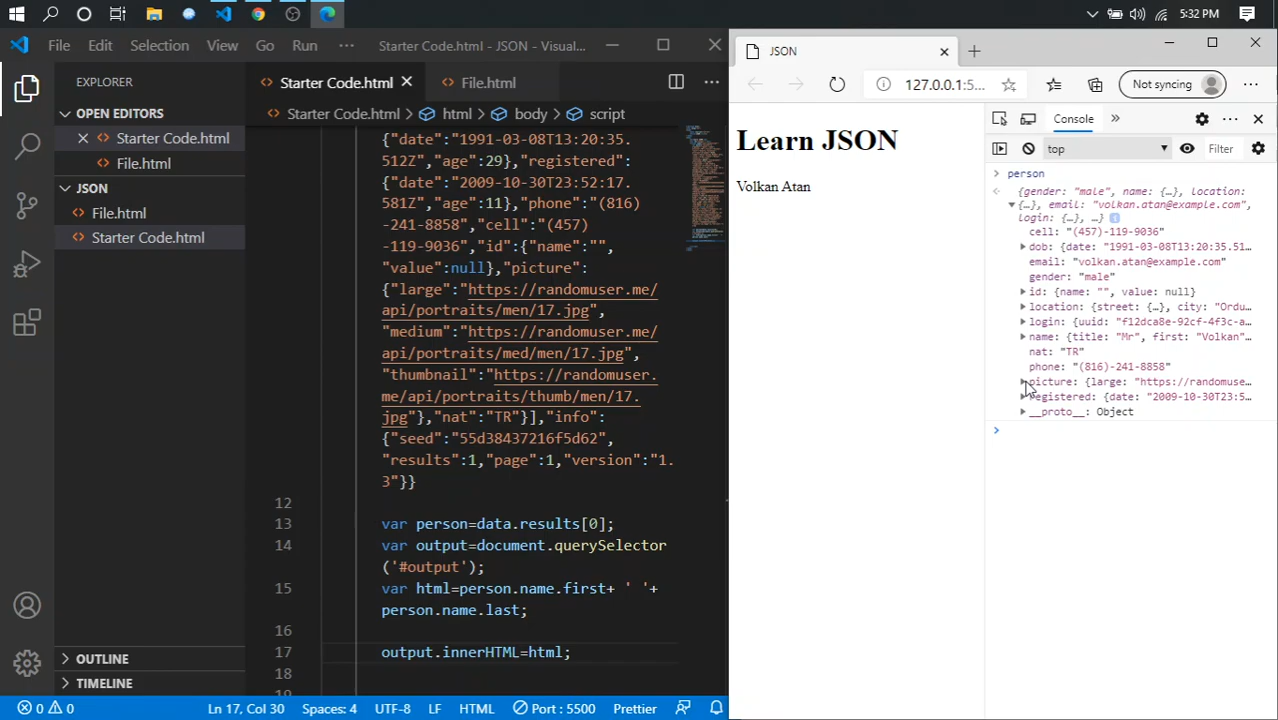 5:32 PM
File Edit Selection View Go Run ··· Starter Code.html - JSON - Visual...
EXPLORER
OPEN EDITORS
Starter Code.html
File.html
JSON
File.html
Starter Code.html
OUTLINE
TIMELINE
Starter Code.html File.html
Starter Code.html > html > body > script
{"date":"1991-03-08T13:20:35.
512Z","age":29},"registered":
{"date":"2009-10-30T23:52:17.
581Z","age":11},"phone":"(816)
-241-8858","cell":"(457)
-119-9036","id":{"name":"",
"value":null},"picture":
{"large":"https://randomuser.me/
api/portraits/men/17.jpg",
"medium":"https://randomuser.me/
api/portraits/med/men/17.jpg",
"thumbnail":"https://randomuser.
me/api/portraits/thumb/men/17.
jpg"},"nat":"TR"}],"info":
{"seed":"55d38437216f5d62",
"results":1,"page":1,"version":"1.
3"}}
12
13 var person=data.results[0];
14 var output=document.querySelector
('#output');
15 var html=person.name.first+ ' '+
person.name.last;
16
17 output.innerHTML=html;
18
0 0 Ln 17, Col 30 Spaces: 4 UTF-8 LF HTML Port : 5500 Prettier
JSON
127.0.0.1:5... Not syncing
Learn JSON
Volkan Atan
Console
top Filter
person
{gender: "male", name: {…}, location:
{…}, email: "volkan.atan@example.com",
login: {…}, …}
cell: "(457)-119-9036"
dob: {date: "1991-03-08T13:20:35.51…
email: "volkan.atan@example.com"
gender: "male"
id: {name: "", value: null}
location: {street: {…}, city: "Ordu…
login: {uuid: "f12dca8e-92cf-4f3c-a…
name: {title: "Mr", first: "Volkan"…
nat: "TR"
phone: "(816)-241-8858"
picture: {large: "https://randomuse…
registered: {date: "2009-10-30T23:5…
__proto__: Object